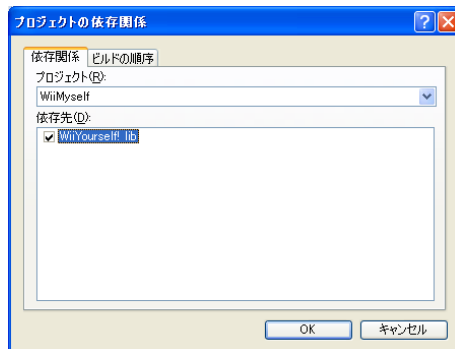 プロジェクトの依存関係
依存関係 ビルドの順序
プロジェクト(R):
WiiMyself
依存先(D):
WiiYourself! lib
OK キャンセル